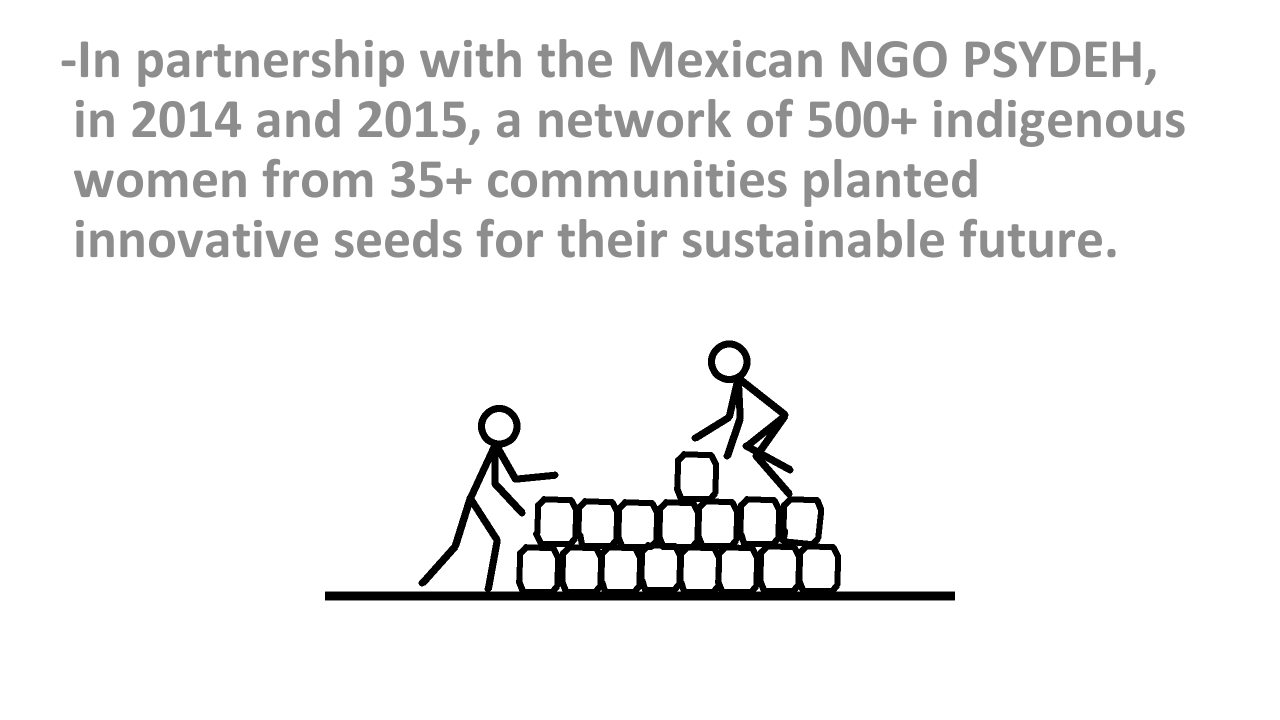 -In partnership with the Mexican NGO PSYDEH,
in 2014 and 2015, a network of 500+ indigenous
women from 35+ communities planted
innovative seeds for their sustainable future.